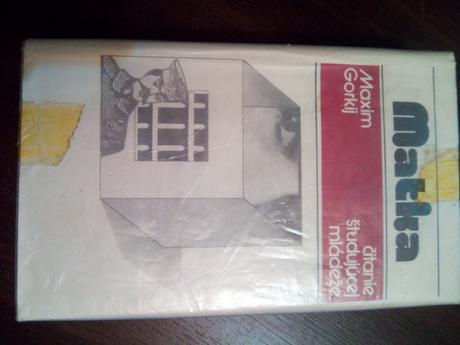 Matka
Maxim
Gorkij
čítanie
študujúcej
mládeže